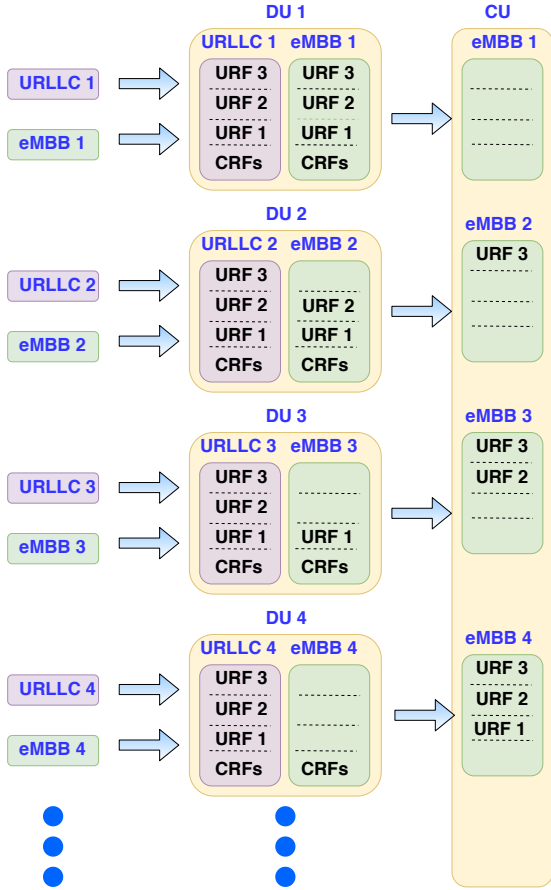 DU 1
CU
URLLC 1
eMBB 1
eMBB 1
URLLC 1
URF 3
URF 3
URF 2
URF 2
eMBB 1
URF 1
URF 1
CRFs
CRFs
DU 2
eMBB 2
URLLC 2
eMBB 2
URF 3
URLLC 2
URF 3
URF 2
URF 2
eMBB 2
URF 1
URF 1
CRFs
CRFs
DU 3
eMBB 3
URLLC 3
eMBB 3
URF 3
URLLC 3
URF 3
URF 2
URF 2
eMBB 3
URF 1
URF 1
CRFs
CRFs
DU 4
eMBB 4
URLLC 4
eMBB 4
URF 3
URLLC 4
URF 3
URF 2
URF 2
URF 1
eMBB 4
URF 1
CRFs
CRFs